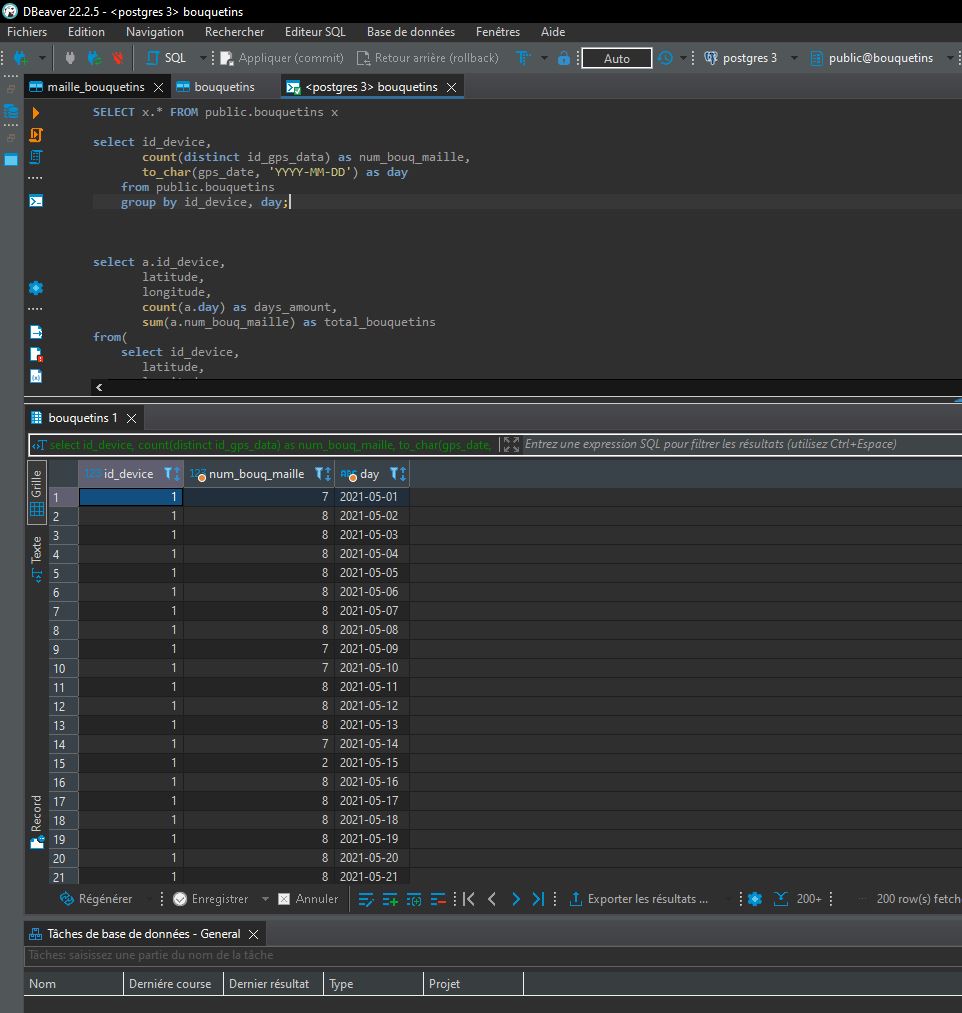 DBeaver 22.2.5 - <postgres 3> bouquetins
Fichiers Edition Navigation Rechercher Editeur SQL Base de données Fenêtres Aide
SQL Appliquer (commit) Retour arrière (rollback) Auto postgres 3 public@bouquetins
maille_bouquetins bouquetins <postgres 3> bouquetins
SELECT x.* FROM public.bouquetins x
select id_device,
count(distinct id_gps_data) as num_bouq_maille,
to_char(gps_date, 'YYYY-MM-DD') as day
from public.bouquetins
group by id_device, day;
select a.id_device,
latitude,
longitude,
count(a.day) as days_amount,
sum(a.num_bouq_maille) as total_bouquetins
from(
select id_device,
latitude,
bouquetins 1
select id_device, count(distinct id_gps_data) as num_bouq_maille, to_char(gps_date, Entrez une expression SQL pour filtrer les résultats (utilisez Ctrl+Espace)
Grille
Texte
Record
123 id_device 123 num_bouq_maille ABC day
1 1 7 2021-05-01
2 1 8 2021-05-02
3 1 8 2021-05-03
4 1 8 2021-05-04
5 1 8 2021-05-05
6 1 8 2021-05-06
7 1 8 2021-05-07
8 1 8 2021-05-08
9 1 7 2021-05-09
10 1 7 2021-05-10
11 1 8 2021-05-11
12 1 8 2021-05-12
13 1 8 2021-05-13
14 1 7 2021-05-14
15 1 2 2021-05-15
16 1 8 2021-05-16
17 1 8 2021-05-17
18 1 8 2021-05-18
19 1 8 2021-05-19
20 1 8 2021-05-20
21 1 8 2021-05-21
Régénérer Enregistrer Annuler Exporter les résultats ... 200+ 200 row(s) fetch
Tâches de base de données - General
Tâches: saisissez une partie du nom de la tâche
Nom Derniére course Dernier résultat Type Projet